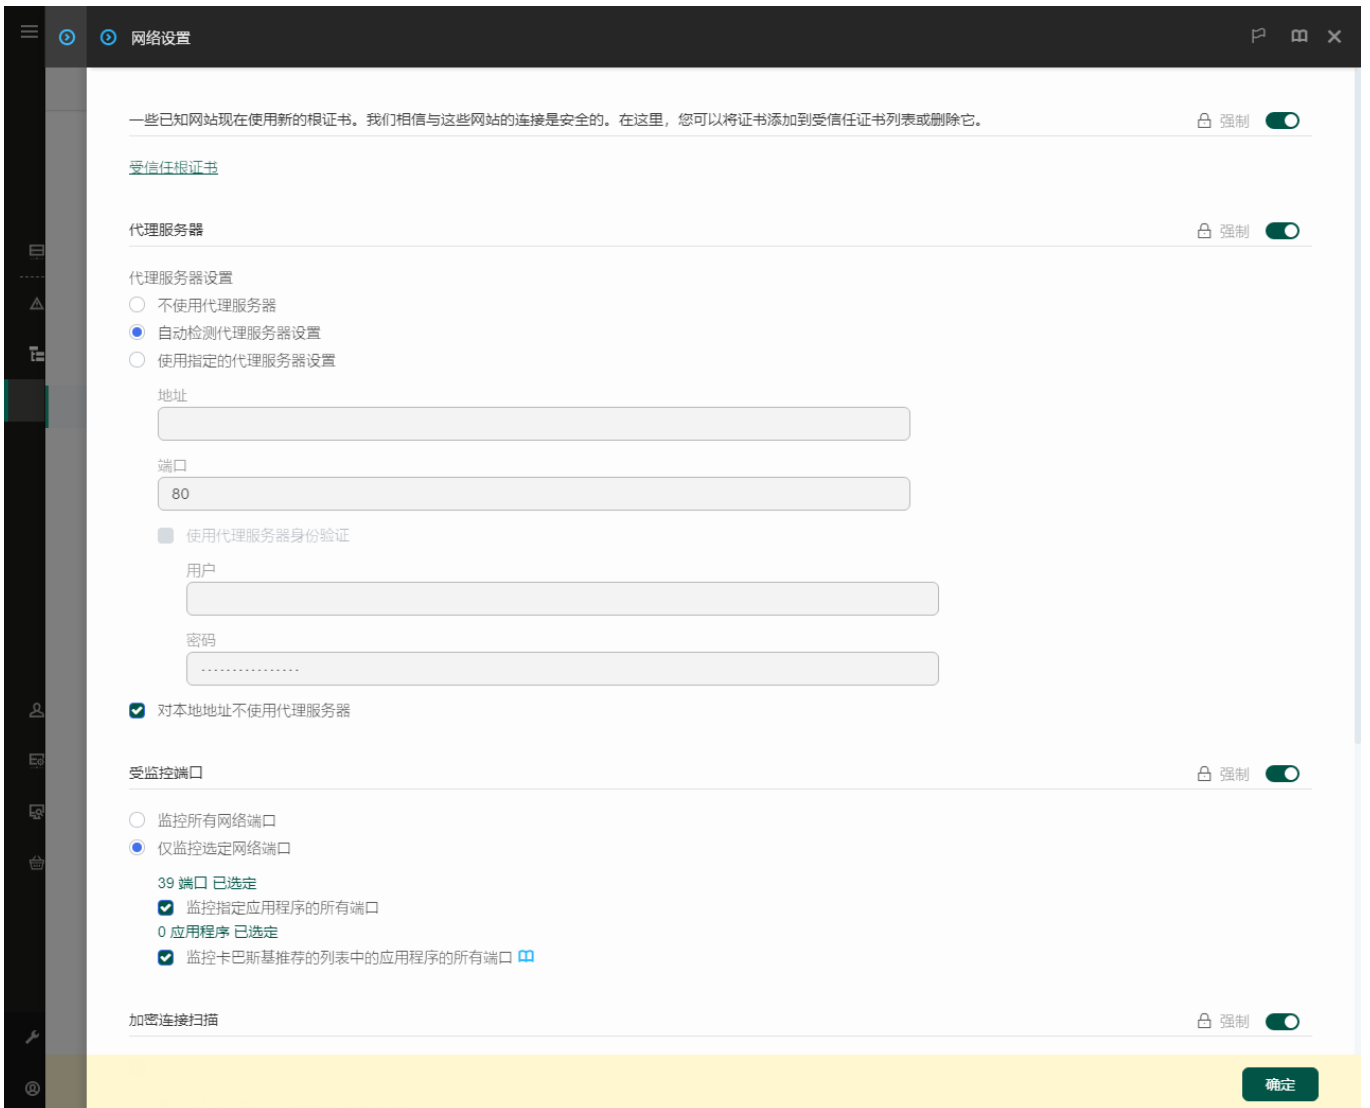 网络设置
一些已知网站现在使用新的根证书。我们相信与这些网站的连接是安全的。在这里，您可以将证书添加到受信任证书列表或删除它。
强制
受信任根证书
代理服务器
强制
代理服务器设置
不使用代理服务器
自动检测代理服务器设置
使用指定的代理服务器设置
地址
端口
80
使用代理服务器身份验证
用户
密码
对本地地址不使用代理服务器
受监控端口
强制
监控所有网络端口
仅监控选定网络端口
39 端口 已选定
监控指定应用程序的所有端口
0 应用程序 已选定
监控卡巴斯基推荐的列表中的应用程序的所有端口
加密连接扫描
强制
确定